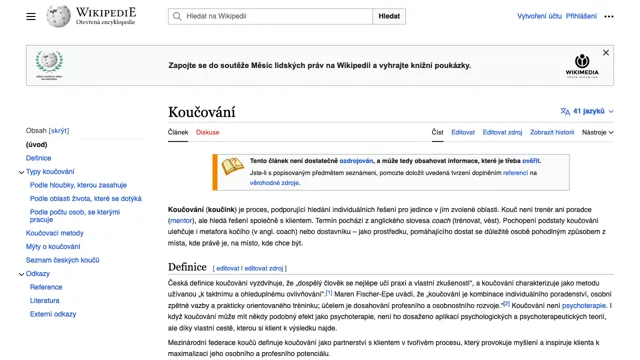 WIKIPEDIE
Otevřená encyklopedie
Hledat na Wikipedii
Hledat
Vytvoření účtu Přihlášení
Zapojte se do soutěže Měsíc lidských práv na Wikipedii a vyhrajte knižní poukázky.
WIKIMEDIA
Koučování
41 jazyků
Článek Diskuse
Číst Editovat Editovat zdroj Zobrazit historii Nástroje
Obsah [skrýt]
(úvod)
Definice
Typy koučování
Podle hloubky, kterou zasahuje
Podle oblasti života, které se dotýká
Podle počtu osob, se kterými
pracuje
Koučovací metody
Mýty o koučování
Seznam českých koučů
Odkazy
Reference
Literatura
Externí odkazy
Tento článek není dostatečně ozdrojován, a může tedy obsahovat informace, které je třeba ověřit.
Jste-li s popisovaným předmětem seznámeni, pomozte doložit uvedená tvrzení doplněním referencí na
věrohodné zdroje.
Koučování (koučink) je proces, podporující hledání individuálních řešení pro jedince v jím zvolené oblasti. Kouč není trenér ani poradce
(mentor), ale hledá řešení společně s klientem. Termín pochází z anglického slovesa coach (trénovat, vést). Pochopení podstaty koučování
ulehčuje i metafora kočího (v angl. coach) nebo dostavníku – jako prostředku, pomáhajícího dostat se důležité osobě pohodlným způsobem z
místa, kde právě je, na místo, kde chce být.
Definice [ editovat | editovat zdroj ]
Česká definice koučování vyzdvihuje, že „dospělý člověk se nejlépe učí praxí a vlastní zkušeností“, a koučování charakterizuje jako metodu
užívanou „k taktnímu a ohleduplnému ovlivňování“.[1] Maren Fischer-Epe uvádí, že „koučování je kombinace individuálního poradenství, osobní
zpětné vazby a prakticky orientovaného tréninku; účelem je dosahování profesního a osobnostního rozvoje.“[2] Koučování není psychoterapie. I
když koučování může mít někdy podobný efekt jako psychoterapie, není ho dosaženo aplikací psychologických a psychoterapeutických teorií,
ale díky vlastní cestě, kterou si klient k výsledku najde.
Mezinárodní federace koučů definuje koučování jako partnerství s klientem v tvořivém procesu, který provokuje myšlení a inspiruje klienta k
maximalizaci jeho osobního a profesního potenciálu.